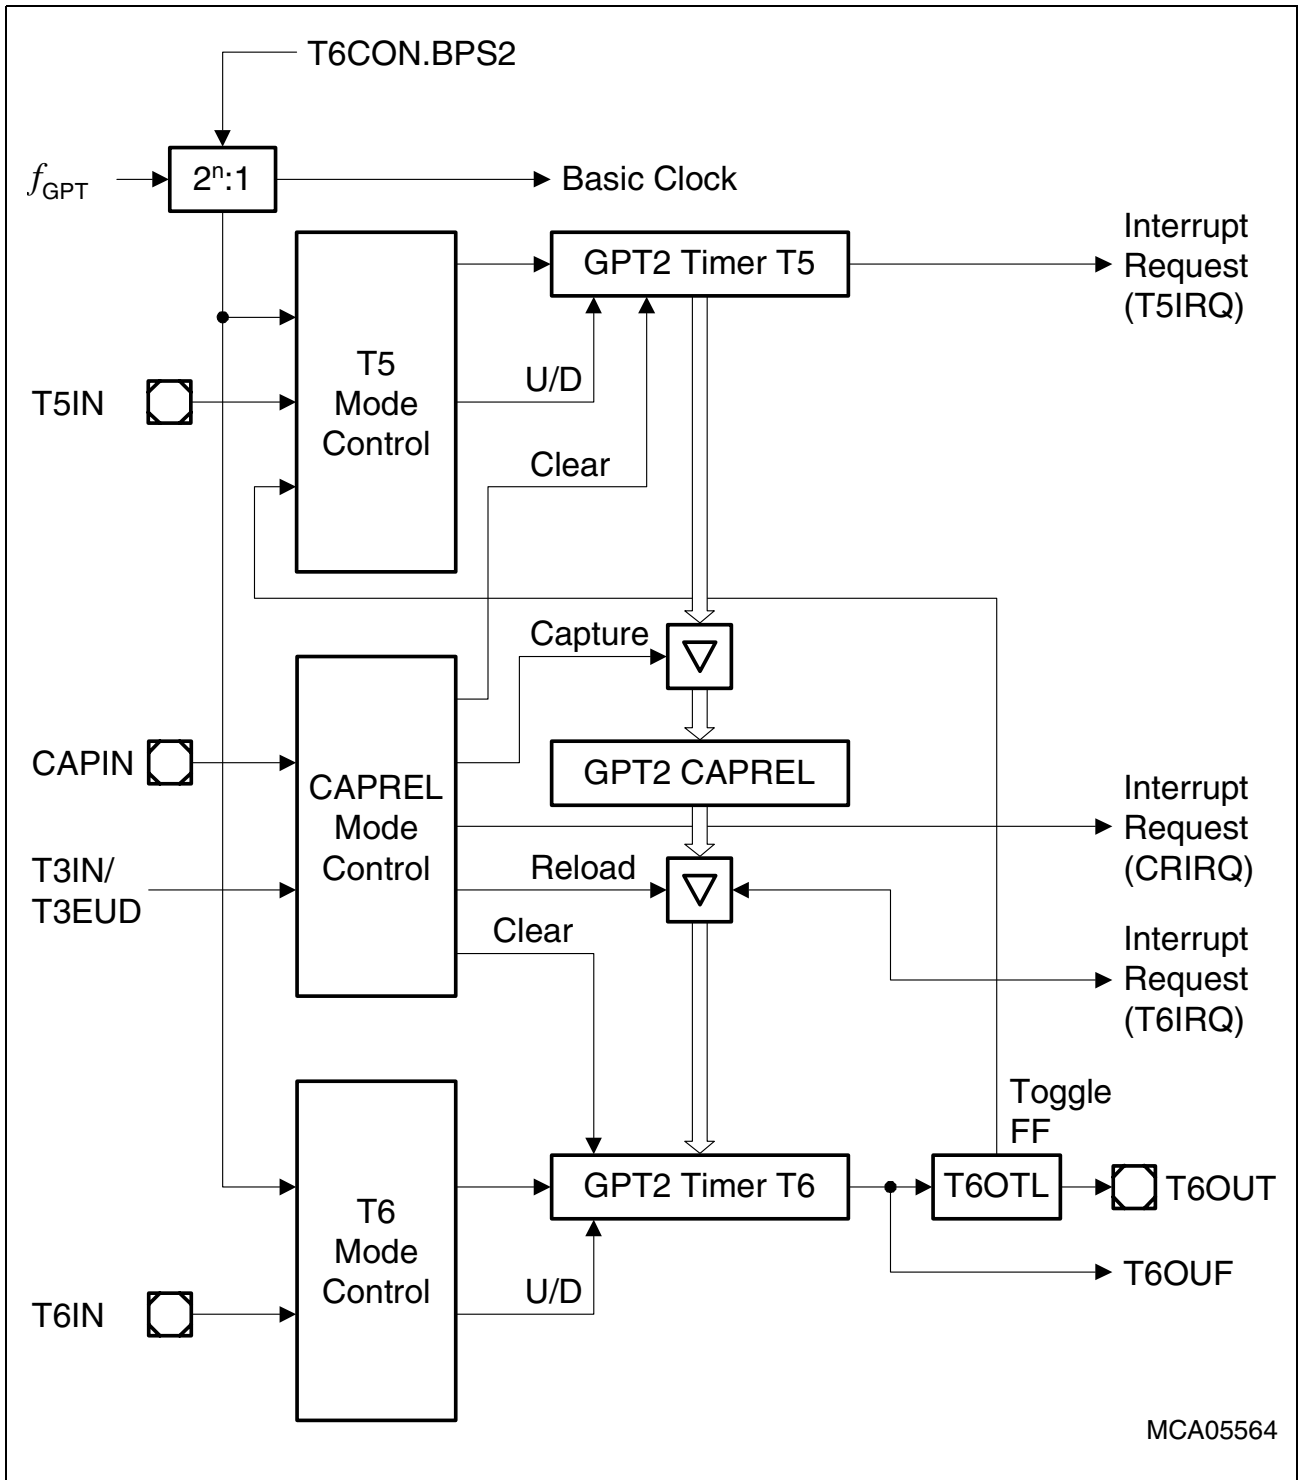 T6CON.BPS2
fGPT
2n:1
Basic Clock
Interrupt
Request
(T5IRQ)
GPT2 Timer T5
T5
Mode
Control
U/D
T5IN
Clear
Capture
CAPIN
CAPREL
Mode
Control
GPT2 CAPREL
Interrupt
Request
(CRIRQ)
T3IN/
T3EUD
Reload
Clear
Interrupt
Request
(T6IRQ)
Toggle
FF
GPT2 Timer T6
T6OTL
T6OUT
T6
Mode
Control
U/D
T6OUF
T6IN
MCA05564